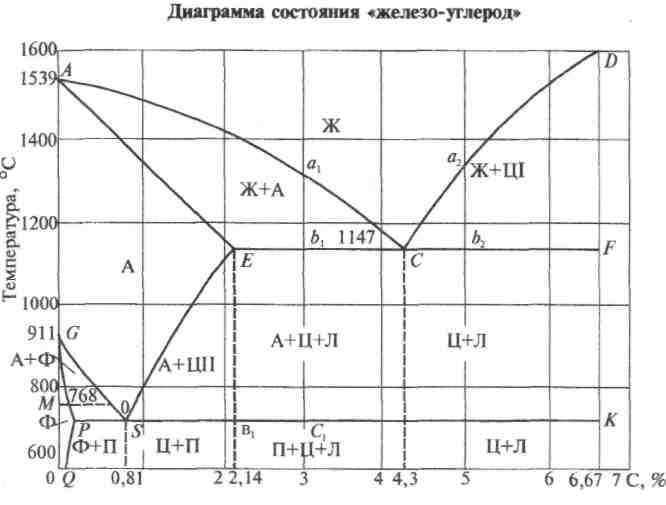 Диаграмма состояния «железо-углерод»
1600
D
1539
A
Ж
1400
a₁
a₂
Ж+ЦI
Ж+А
Температура, °C
1200
b₁ 1147
b₂
E
C
F
А
1000
911
G
А+Ц+Л
Ц+Л
А+Ф
А+ЦII
800
М
768
0
Ф
P
S
B₁
C₁
K
Ф+П
Ц+П
П+Ц+Л
Ц+Л
600
0 Q 0,81 2 2,14 3 4 4,3 5 6 6,67 7 C, %